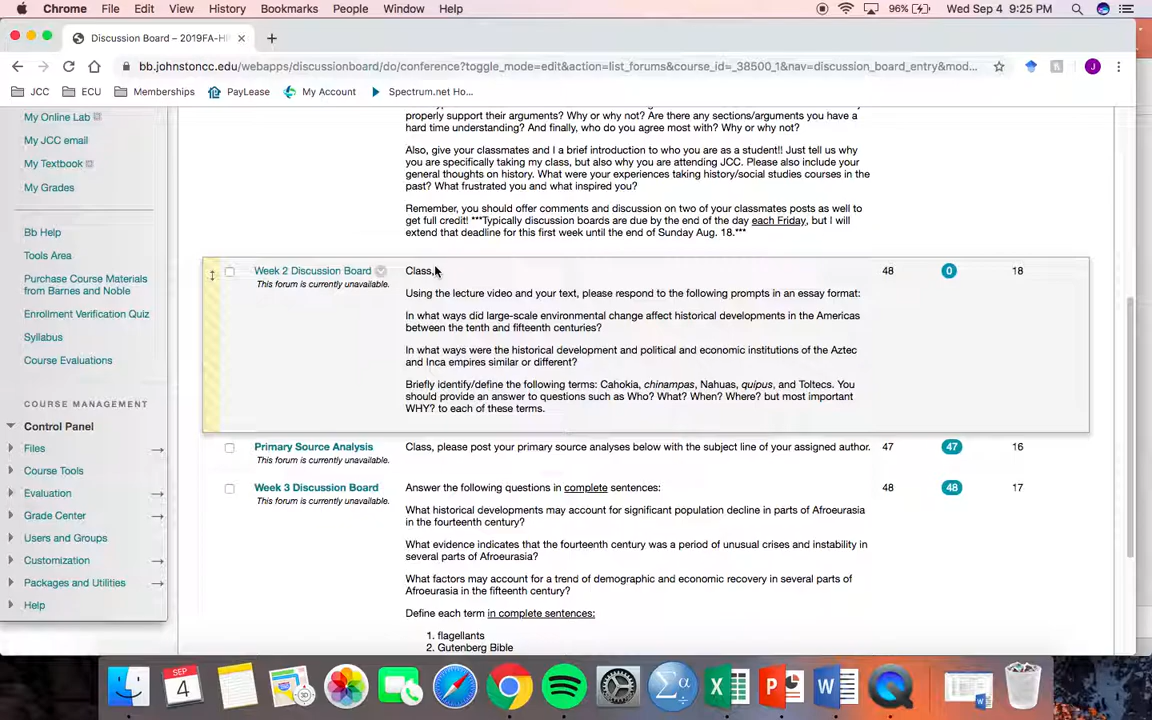 Chrome File Edit View History Bookmarks People Window Help 96% Wed Sep 4 9:25 PM
Discussion Board – 2019FA-HI
bb.johnstoncc.edu/webapps/discussionboard/do/conference?toggle_mode=edit&action=list_forums&course_id=_38500_1&nav=discussion_board_entry&mod... J
JCC ECU Memberships PayLease My Account Spectrum.net Ho...
My Online Lab
My JCC email
My Textbook
My Grades
Bb Help
Tools Area
Purchase Course Materials
from Barnes and Noble
Enrollment Verification Quiz
Syllabus
Course Evaluations
COURSE MANAGEMENT
Control Panel
Files
Course Tools
Evaluation
Grade Center
Users and Groups
Customization
Packages and Utilities
Help
properly support their arguments? Why or why not? Are there any sections/arguments you have a
hard time understanding? And finally, who do you agree most with? Why or why not?
Also, give your classmates and I a brief introduction to who you are as a student!! Just tell us why
you are specifically taking my class, but also why you are attending JCC. Please also include your
general thoughts on history. What were your experiences taking history/social studies courses in the
past? What frustrated you and what inspired you?
Remember, you should offer comments and discussion on two of your classmates posts as well to
get full credit! ***Typically discussion boards are due by the end of the day each Friday, but I will
extend that deadline for this first week until the end of Sunday Aug. 18.***
Week 2 Discussion Board Class, 48 0 18
This forum is currently unavailable.
Using the lecture video and your text, please respond to the following prompts in an essay format:
In what ways did large-scale environmental change affect historical developments in the Americas
between the tenth and fifteenth centuries?
In what ways were the historical development and political and economic institutions of the Aztec
and Inca empires similar or different?
Briefly identify/define the following terms: Cahokia, chinampas, Nahuas, quipus, and Toltecs. You
should provide an answer to questions such as Who? What? When? Where? but most important
WHY? to each of these terms.
Primary Source Analysis Class, please post your primary source analyses below with the subject line of your assigned author. 47 47 16
This forum is currently unavailable.
Week 3 Discussion Board Answer the following questions in complete sentences: 48 48 17
This forum is currently unavailable.
What historical developments may account for significant population decline in parts of Afroeurasia
in the fourteenth century?
What evidence indicates that the fourteenth century was a period of unusual crises and instability in
several parts of Afroeurasia?
What factors may account for a trend of demographic and economic recovery in several parts of
Afroeurasia in the fifteenth century?
Define each term in complete sentences:
1. flagellants
2. Gutenberg Bible